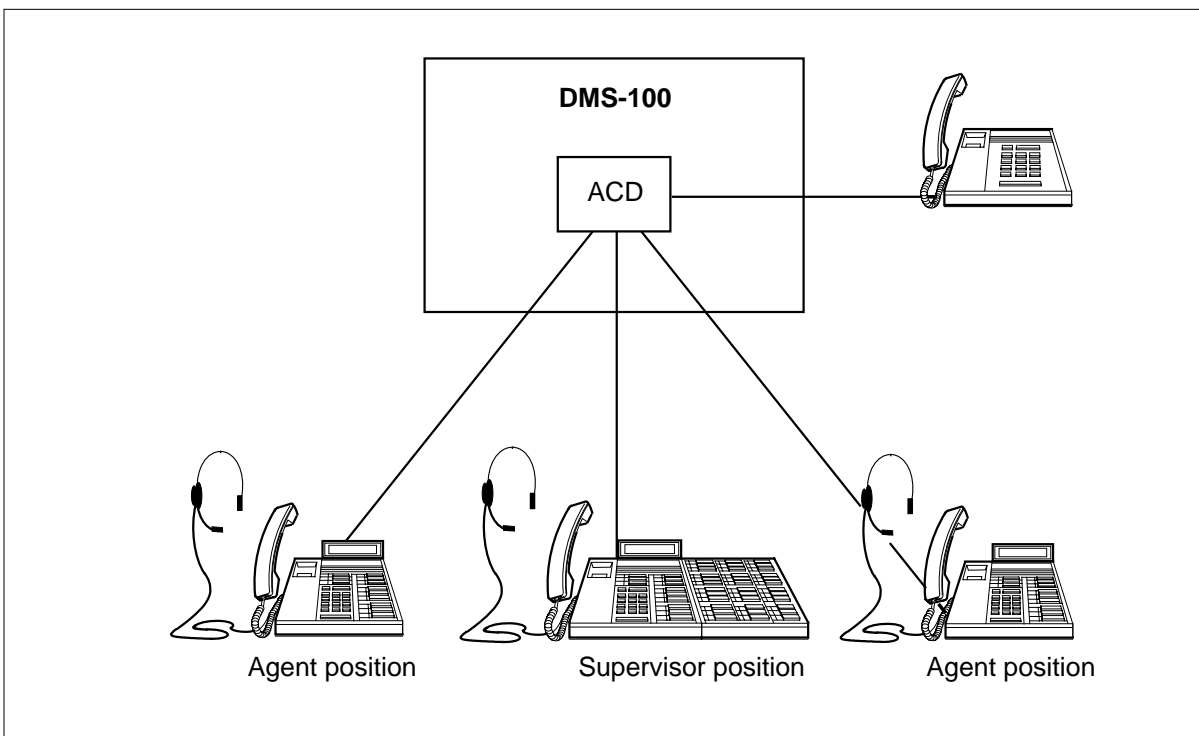 DMS-100
ACD
Agent position
Supervisor position
Agent position